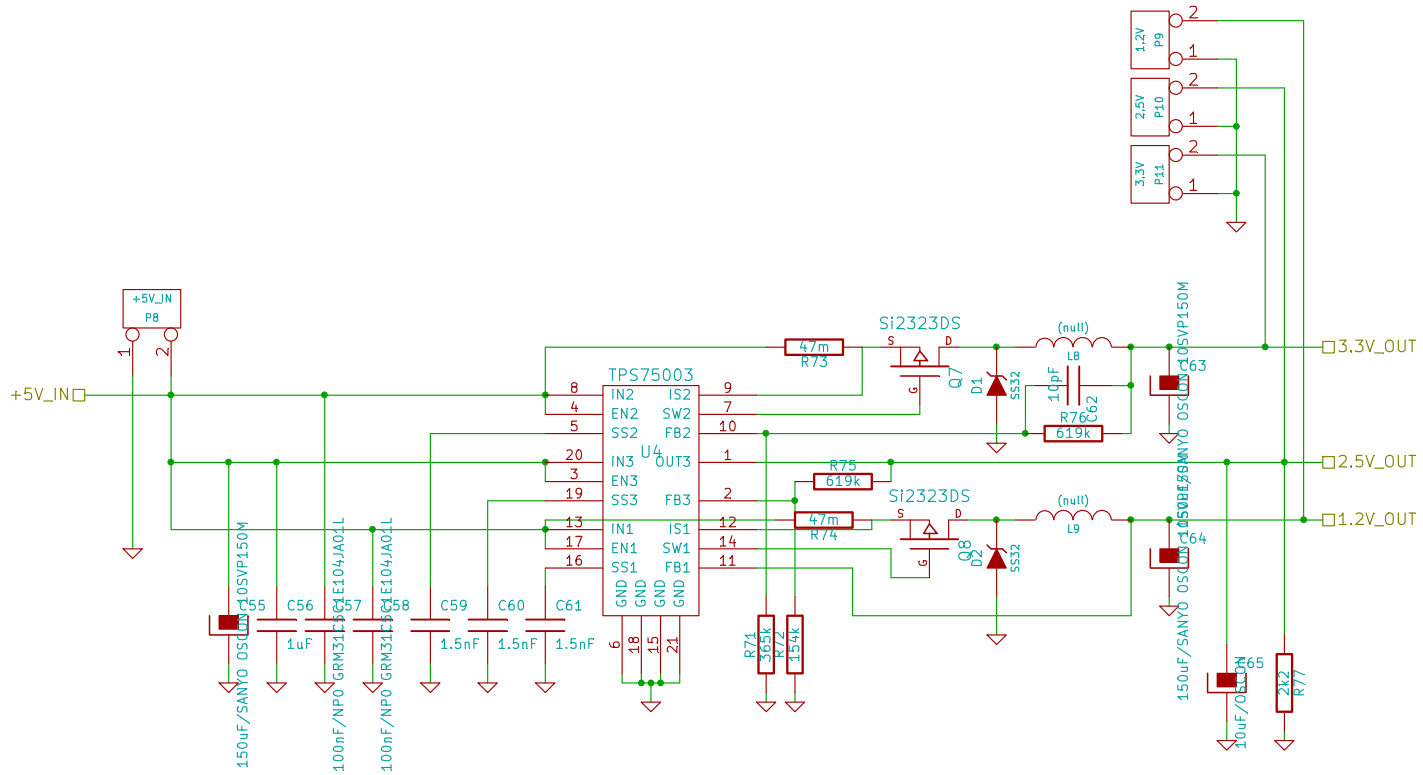 2
1,2V
P9
1
2
2,5V
P10
1
2
3,3V
P11
1
+5V_IN
P8
1
2
+5V_IN
TPS75003
U4
8
IN2
4
EN2
5
SS2
20
IN3
3
EN3
19
SS3
13
IN1
17
EN1
16
SS1
IS2
9
SW2
7
FB2
10
OUT3
1
FB3
2
IS1
12
SW1
14
FB1
11
GND
GND
GND
GND
6
18
15
21
47m
R73
Si2323DS
S
D
G
Q7
D1
SS32
(null)
L8
10pF
C62
R76
619k
C63
3.3V_OUT
R75
619k
2.5V_OUT
47m
R74
Si2323DS
S
D
G
Q8
D2
SS32
(null)
L9
C64
150uF/SANYO OSCON 10SVP150M
150uF/SANYO OSCON 10SVP150M
1.2V_OUT
C55
150uF/SANYO OSCON 10SVP150M
C56
1uF
C57
100nF/NPO GRM31C5C1E104JA01L
C58
100nF/NPO GRM31C5C1E104JA01L
C59
1.5nF
C60
1.5nF
C61
1.5nF
R71
365k
R72
154k
C65
10uF/OSCON
2k2
R77